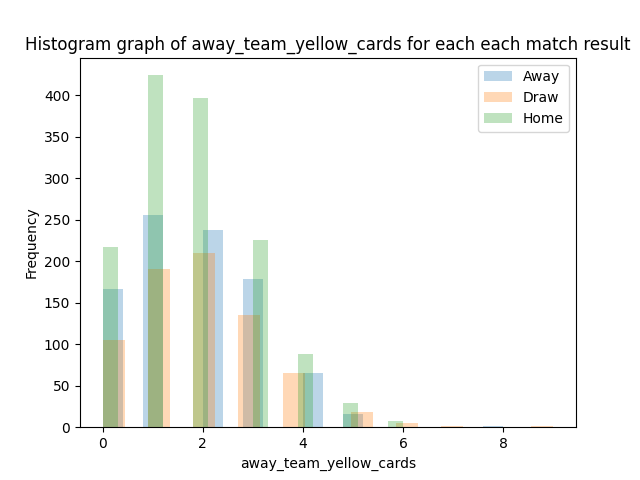 Histogram graph of away_team_yellow_cards for each each match result
Away
Draw
Home
400
350
300
250
200
150
100
50
0
Frequency
0 2 4 6 8
away_team_yellow_cards